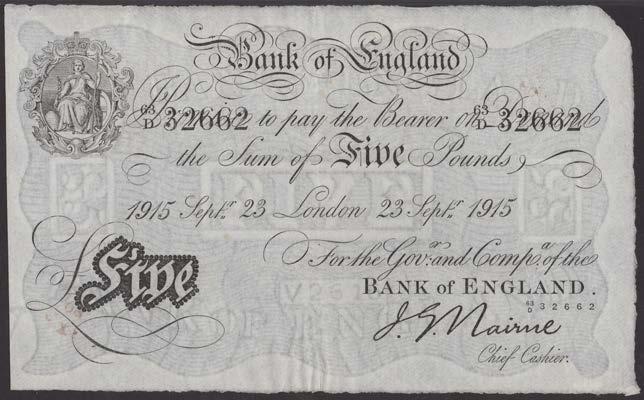 Bank of England
63/D 32662 63/D 32662
I Promise to pay the Bearer on Demand
the Sum of Five Pounds
1915 Septr. 23 London 23 Septr. 1915
For the Govr. and Compa. of the
BANK of ENGLAND.
63/D 32662
£Five
J. G. Nairne
Chief Cashier.